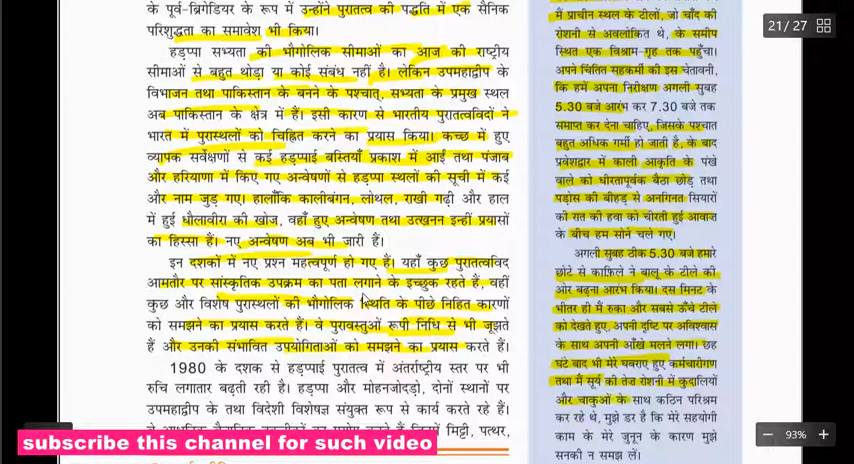 के पूर्व-ब्रिगेडियर के रूप में उन्होंने पुरातत्व की पद्धति में एक सैनिक
परिशुद्धता का समावेश भी किया।
हड़प्पा सभ्यता की भौगोलिक सीमाओं का आज की राष्ट्रीय
सीमाओं से बहुत थोड़ा या कोई संबंध नहीं है। लेकिन उपमहाद्वीप के
विभाजन तथा पाकिस्तान के बनने के पश्चात्, सभ्यता के प्रमुख स्थल
अब पाकिस्तान के क्षेत्र में हैं। इसी कारण से भारतीय पुरातत्वविदों ने
भारत में पुरास्थलों को चिह्नित करने का प्रयास किया। कच्छ में हुए
व्यापक सर्वेक्षणों से कई हड़प्पाई बस्तियाँ प्रकाश में आईं तथा पंजाब
और हरियाणा में किए गए अन्वेषणों से हड़प्पा स्थलों की सूची में कई
और नाम जुड़ गए। हालाँकि कालीबंगन, लोथल, राखी गढ़ी और हाल
में हुई धौलावीरा की खोज, वहाँ हुए अन्वेषण तथा उत्खनन इन्हीं प्रयासों
का हिस्सा हैं। नए अन्वेषण अब भी जारी हैं।
इन दशकों में नए प्रश्न महत्वपूर्ण हो गए हैं। यहाँ कुछ पुरातत्वविद
आमतौर पर सांस्कृतिक उपक्रम का पता लगाने के इच्छुक रहते हैं, वहीं
कुछ और विशेष पुरास्थलों की भौगोलिक स्थिति के पीछे निहित कारणों
को समझने का प्रयास करते हैं। वे पुरावस्तुओं रूपी निधि से भी जूझते
हैं और उनकी संभावित उपयोगिताओं को समझने का प्रयास करते हैं।
1980 के दशक से हड़प्पाई पुरातत्व में अंतर्राष्ट्रीय स्तर पर भी
रुचि लगातार बढ़ती रही है। हड़प्पा और मोहनजोदड़ो, दोनों स्थानों पर
उपमहाद्वीप के तथा विदेशी विशेषज्ञ संयुक्त रूप से कार्य करते रहे हैं।
मिट्टी, पत्थर,
subscribe this channel for such video
में प्राचीन स्थल के टीलों, जो चाँद की
रोशनी से अवलोकित थे, के समीप
स्थित एक विश्राम-गृह तक पहुँचा।
अपने चिंतित सहकर्मी की इस चेतावनी,
कि हमें अपना निरीक्षण अगली सुबह
5.30 बजे आरंभ कर 7.30 बजे तक
समाप्त कर देना चाहिए, जिसके पश्चात
बहुत अधिक गर्मी हो जाती है, के बाद
प्रवेशद्वार में काली आकृति के पंखे
वाले को धीरतापूर्वक बैठा छोड़ तथा
पड़ोस की बीहड़ से अनगिनत सियारों
की रात की हवा को चीरती हुई आवाज
के बीच हम सोने चले गए।
अगली सुबह ठीक 5.30 बजे हमारे
छोटे से काफ़िले ने बालू के टीले की
ओर बढ़ना आरंभ किया। दस मिनट के
भीतर ही मैं रुका और सबसे ऊँचे टीले
को देखते हुए, अपनी दृष्टि पर अविश्वास
के साथ अपनी आँखें मलने लगा। छह
घंटे बाद भी मेरे घबराए हुए कर्मचारीगण
तथा मैं सूर्य की तेज रोशनी में कुदालियों
और चाकुओं के साथ कठिन परिश्रम
कर रहे थे, मुझे डर है कि मेरे सहयोगी
काम के मेरे जुनून के कारण मुझे
सनकी न समझ लें।
21 / 27
93%